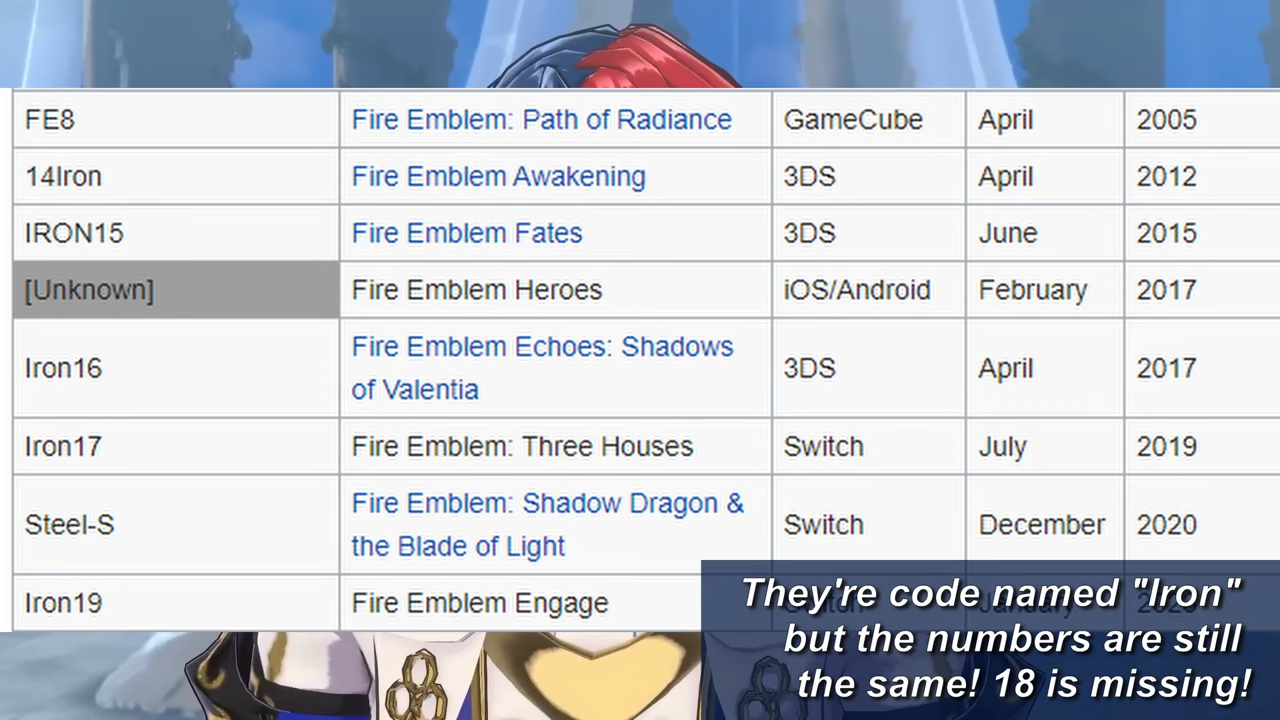 FE8 Fire Emblem: Path of Radiance GameCube April 2005
14Iron Fire Emblem Awakening 3DS April 2012
IRON15 Fire Emblem Fates 3DS June 2015
[Unknown] Fire Emblem Heroes iOS/Android February 2017
Iron16 Fire Emblem Echoes: Shadows
of Valentia 3DS April 2017
Iron17 Fire Emblem: Three Houses Switch July 2019
Steel-S Fire Emblem: Shadow Dragon &
the Blade of Light Switch December 2020
Iron19 Fire Emblem Engage
They're code named "Iron"
but the numbers are still
the same! 18 is missing!